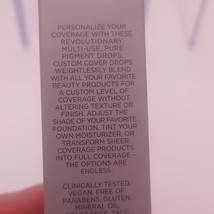 PERSONALIZE YOUR
COVERAGE WITH THESE
REVOLUTIONARY,
MULTI-USE, PURE
PIGMENT DROPS.
CUSTOM COVER DROPS
WEIGHTLESSLY BLEND
WITH ALL YOUR FAVORITE
BEAUTY PRODUCTS FOR
A CUSTOM LEVEL OF
COVERAGE WITHOUT
ALTERING TEXTURE OR
FINISH. ADJUST THE
SHADE OF YOUR FAVORITE
FOUNDATION, TINT YOUR
OWN MOISTURIZER, OR
TRANSFORM SHEER
COVERAGE PRODUCTS
INTO FULL COVERAGE –
THE OPTIONS ARE
ENDLESS.
CLINICALLY TESTED.
VEGAN. FREE OF
PARABENS, GLUTEN,
MINERAL OIL,
TALC